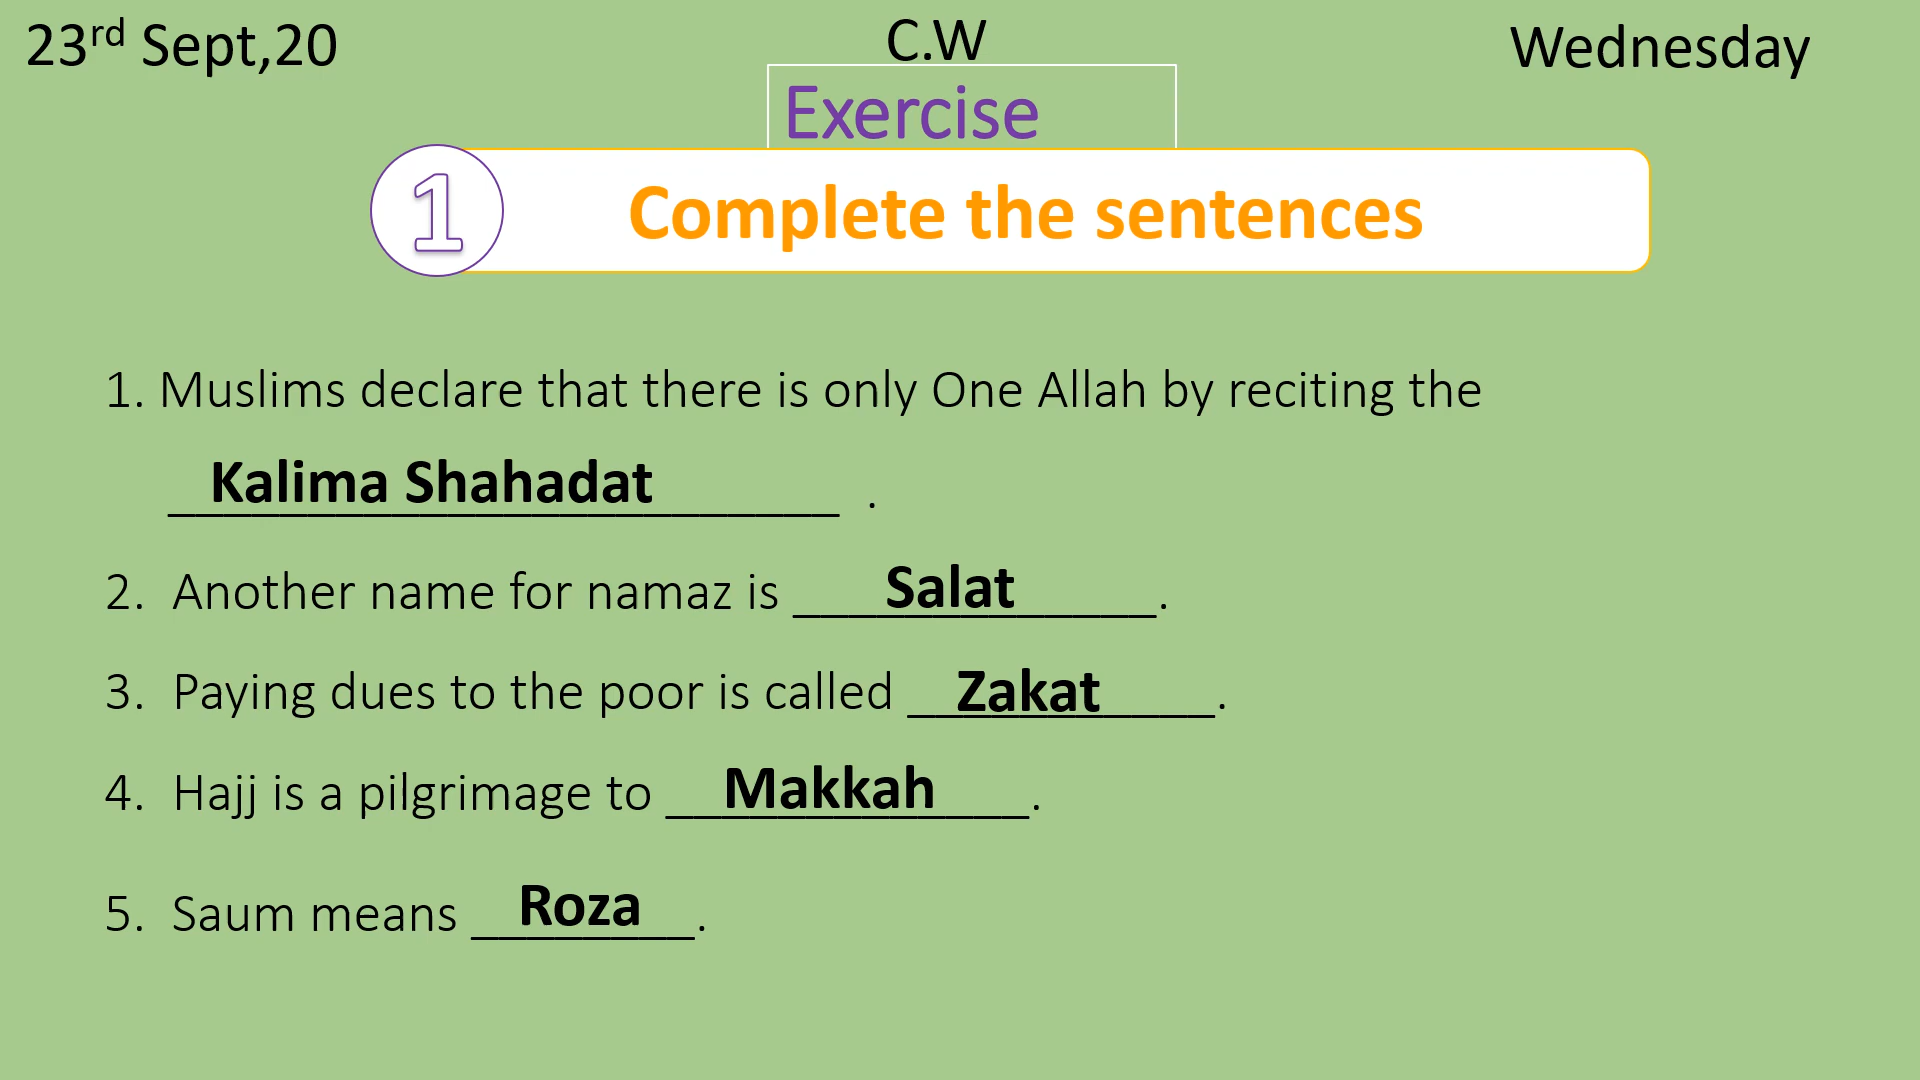 23rd Sept,20 C.W Wednesday
Exercise
1 Complete the sentences
1. Muslims declare that there is only One Allah by reciting the
Kalima Shahadat .
2. Another name for namaz is Salat.
3. Paying dues to the poor is called Zakat.
4. Hajj is a pilgrimage to Makkah.
5. Saum means Roza.